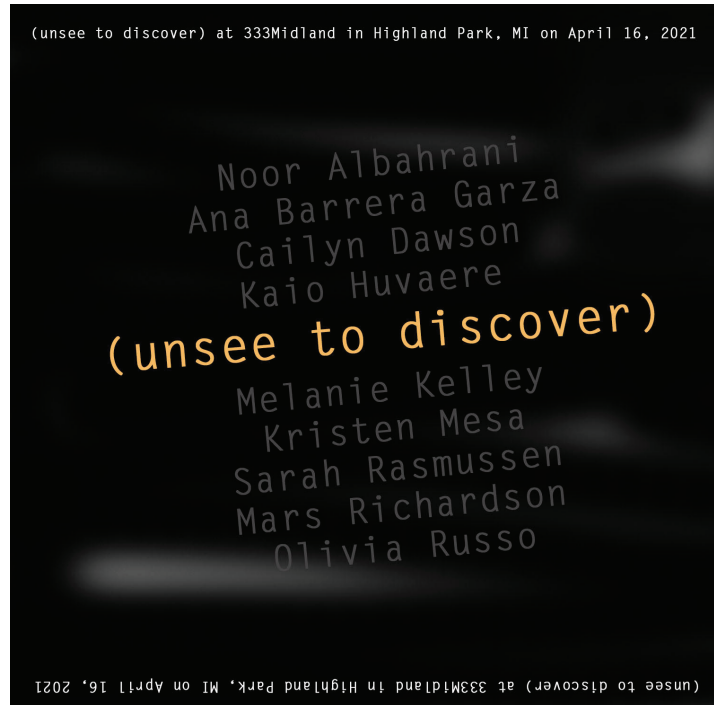 (unsee to discover) at 333Midland in Highland Park, MI on April 16, 2021
Noor Albahrani
Ana Barrera Garza
Cailyn Dawson
Kaio Huvaere
(unsee to discover)
Melanie Kelley
Kristen Mesa
Sarah Rasmussen
Mars Richardson
Olivia Russo
(unsee to discover) at 333Midland in Highland Park, MI on April 16, 2021